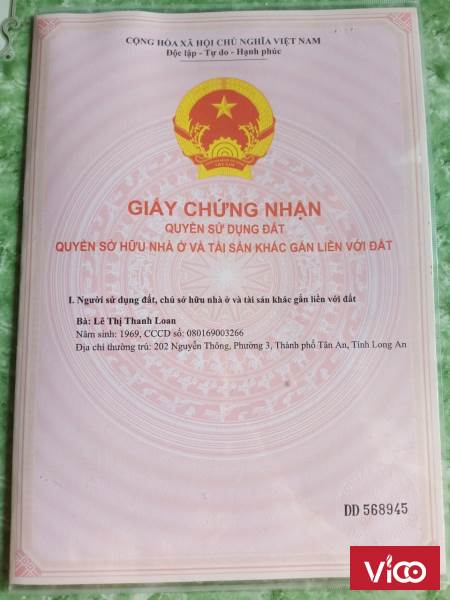 CỘNG HÒA XÃ HỘI CHỦ NGHĨA VIỆT NAM
Độc lập - Tự do - Hạnh phúc
VIỆT NAM
GIẤY CHỨNG NHẬN
QUYỀN SỬ DỤNG ĐẤT
QUYỀN SỞ HỮU NHÀ Ở VÀ TÀI SẢN KHÁC GẮN LIỀN VỚI ĐẤT
I. Người sử dụng đất, chủ sở hữu nhà ở và tài sản khác gắn liền với đất
Bà: Lê Thị Thanh Loan
Năm sinh: 1969, CCCD số: 080169003266
Địa chỉ thường trú: 202 Nguyễn Thông, Phường 3, Thành phố Tân An, Tỉnh Long An
DD 568945
Vicco